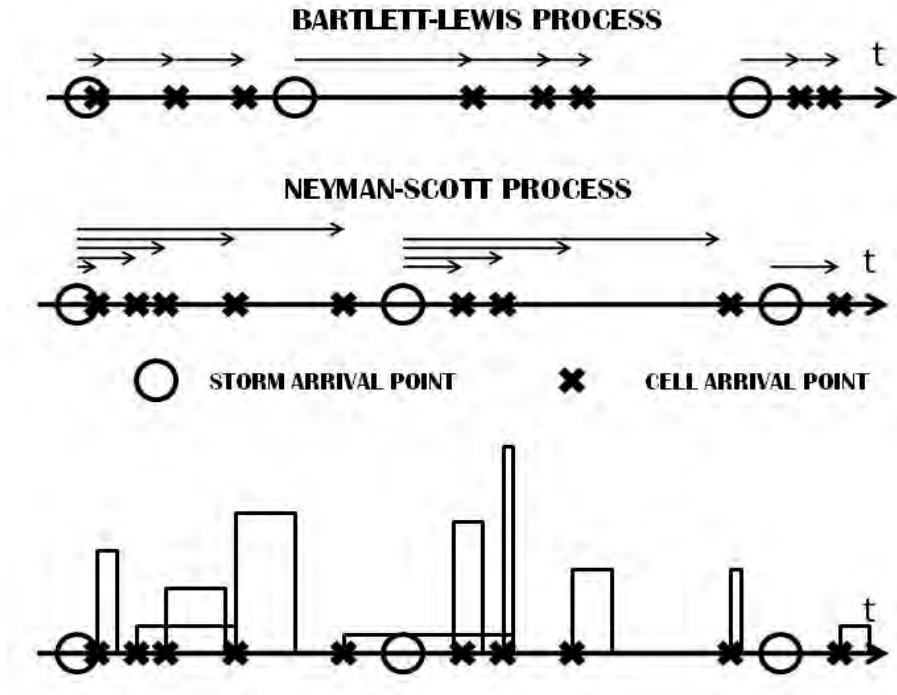 BARTLETT-LEWIS PROCESS
t
NEYMAN-SCOTT PROCESS
t
STORM ARRIVAL POINT
CELL ARRIVAL POINT
t